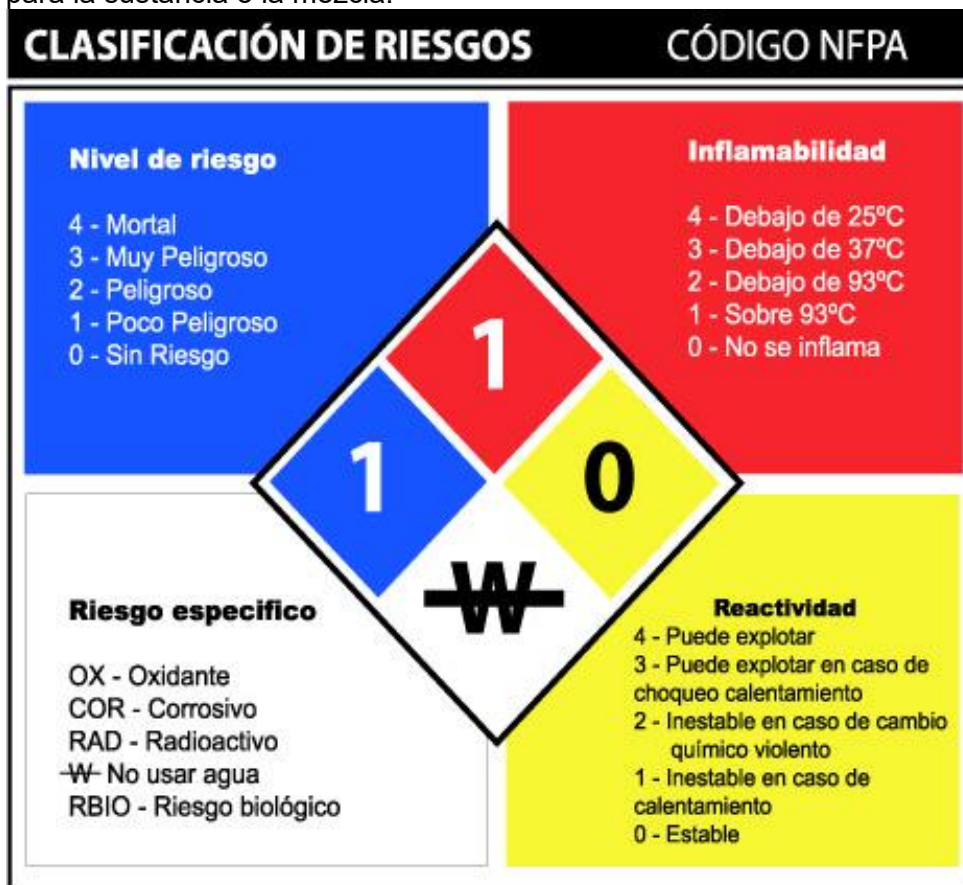 para la sustancia o la mezcla.
CLASIFICACIÓN DE RIESGOS CÓDIGO NFPA
Nivel de riesgo
4 - Mortal
3 - Muy Peligroso
2 - Peligroso
1 - Poco Peligroso
0 - Sin Riesgo
Inflamabilidad
4 - Debajo de 25ºC
3 - Debajo de 37ºC
2 - Debajo de 93ºC
1 - Sobre 93ºC
0 - No se inflama
1
1
0
W
Riesgo especifico
OX - Oxidante
COR - Corrosivo
RAD - Radioactivo
W No usar agua
RBIO - Riesgo biológico
Reactividad
4 - Puede explotar
3 - Puede explotar en caso de
choqueo calentamiento
2 - Inestable en caso de cambio
químico violento
1 - Inestable en caso de
calentamiento
0 - Estable